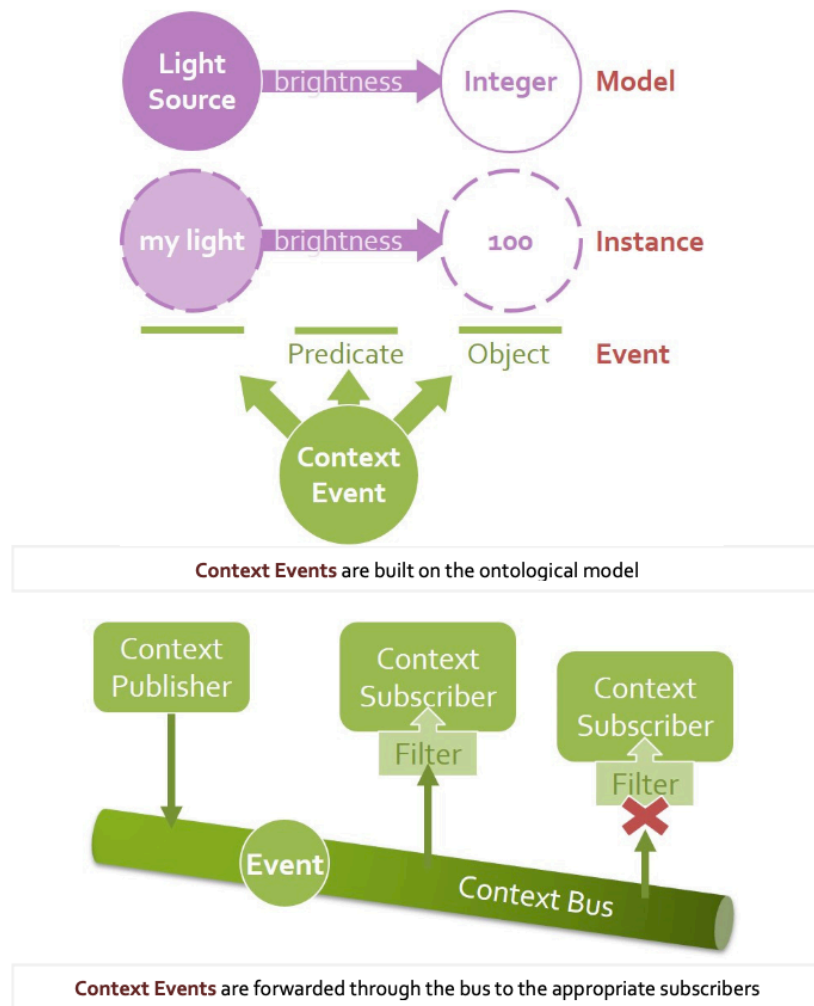 Light
Source
brightness
Integer
Model
my light
brightness
100
Instance
Predicate
Object
Event
Context
Event
Context Events are built on the ontological model
Context
Publisher
Context
Subscriber
Filter
Context
Subscriber
Filter
Event
Context Bus
Context Events are forwarded through the bus to the appropriate subscribers